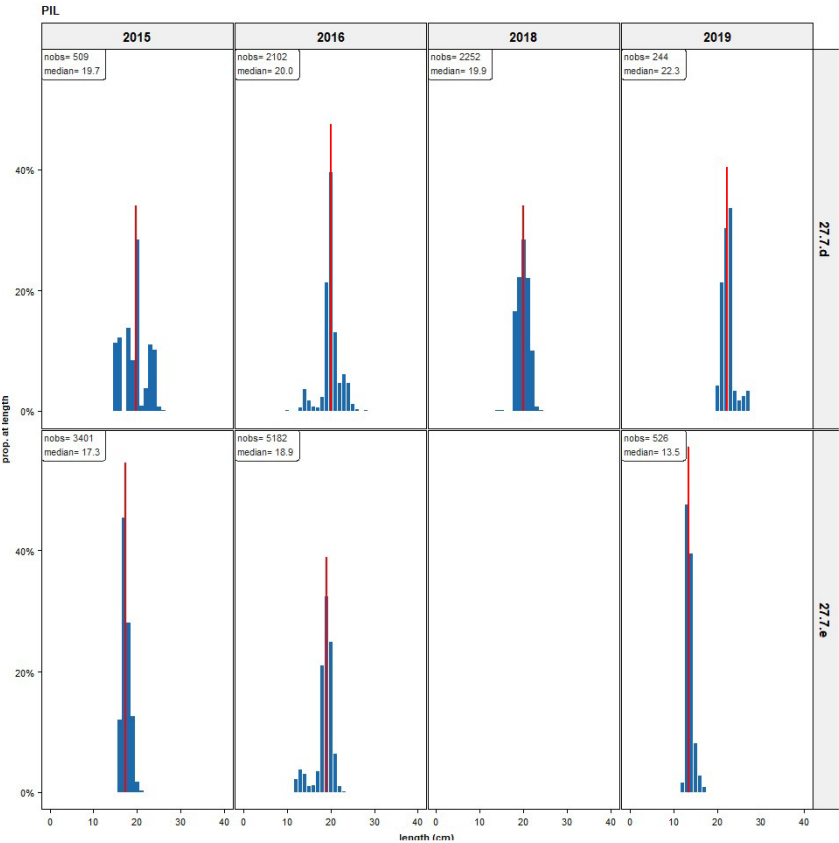 PIL
2015 2016 2018 2019
nobs= 509
median= 19.7
nobs= 2102
median= 20.0
nobs= 2252
median= 19.9
nobs= 244
median= 22.3
40%
20%
0%
27.7.d
prop. at length
nobs= 3401
median= 17.3
nobs= 5182
median= 18.9
nobs= 526
median= 13.5
40%
20%
0%
27.7.e
0 10 20 30 40 0 10 20 30 40 0 10 20 30 40 0 10 20 30 40
length (cm)